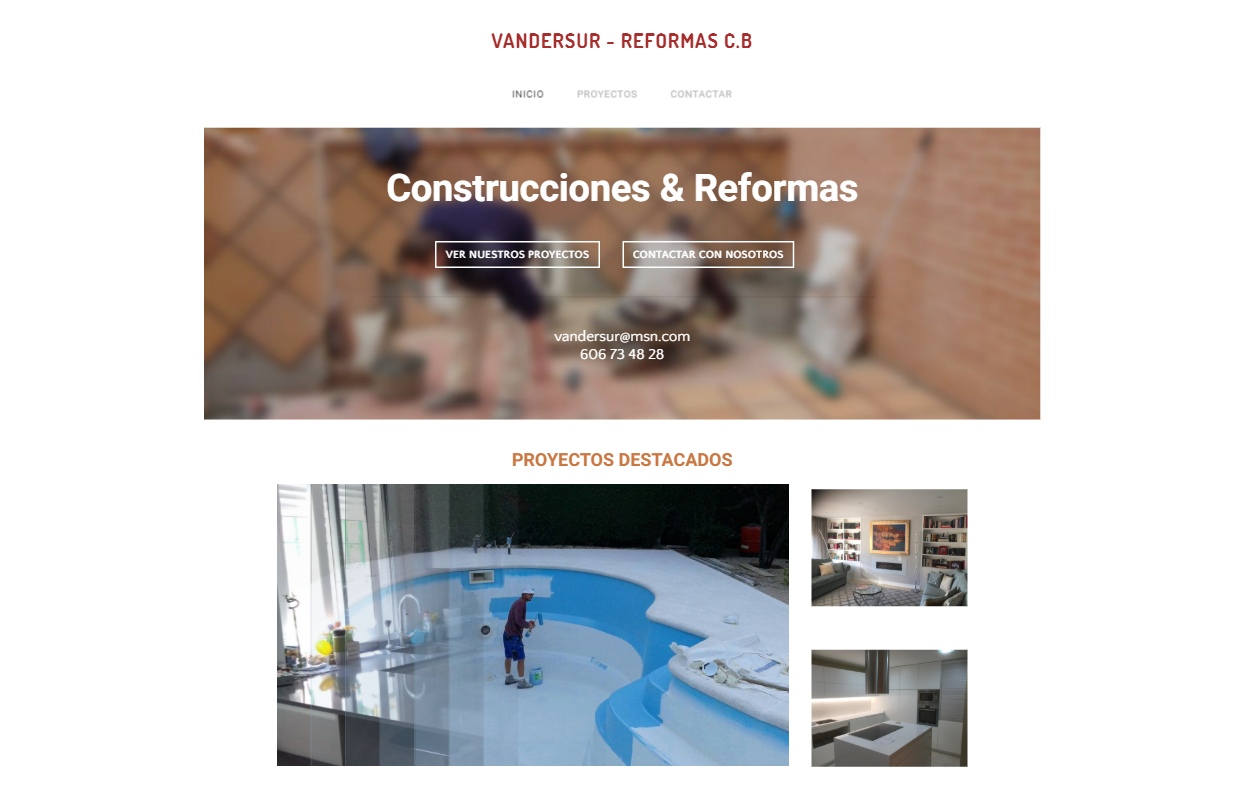 VANDERSUR - REFORMAS C.B
INICIO PROYECTOS CONTACTAR
Construcciones & Reformas
VER NUESTROS PROYECTOS CONTACTAR CON NOSOTROS
vandersur@msn.com
606 73 48 28
PROYECTOS DESTACADOS